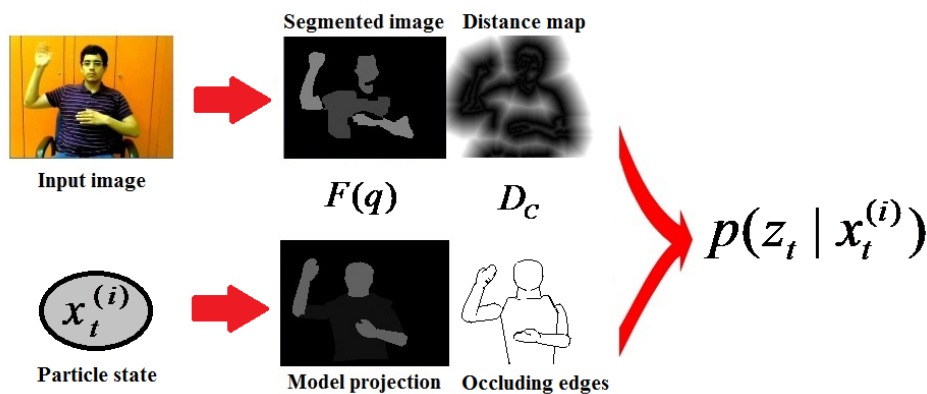 Segmented image Distance map
Input image
F(q) D_C
p(z_t | x_t^(i))
x_t^(i)
Particle state
Model projection Occluding edges